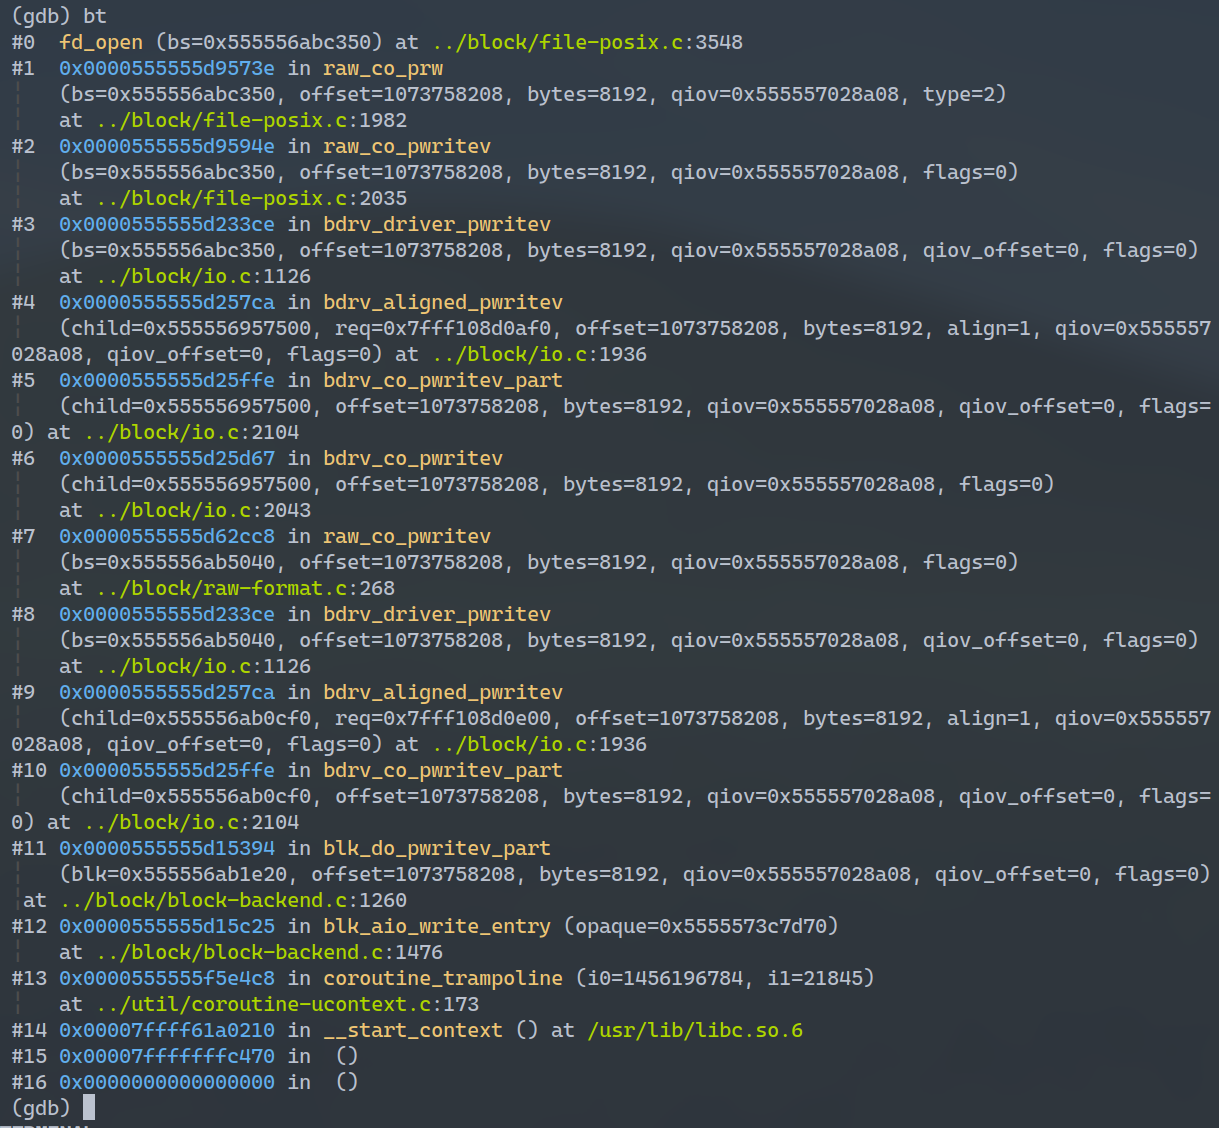 (gdb) bt
#0  fd_open (bs=0x555556abc350) at ../block/file-posix.c:3548
#1  0x0000555555d9573e in raw_co_prw
    (bs=0x555556abc350, offset=1073758208, bytes=8192, qiov=0x555557028a08, type=2)
    at ../block/file-posix.c:1982
#2  0x0000555555d9594e in raw_co_pwritev
    (bs=0x555556abc350, offset=1073758208, bytes=8192, qiov=0x555557028a08, flags=0)
    at ../block/file-posix.c:2035
#3  0x0000555555d233ce in bdrv_driver_pwritev
    (bs=0x555556abc350, offset=1073758208, bytes=8192, qiov=0x555557028a08, qiov_offset=0, flags=0)
    at ../block/io.c:1126
#4  0x0000555555d257ca in bdrv_aligned_pwritev
    (child=0x555556957500, req=0x7fff108d0af0, offset=1073758208, bytes=8192, align=1, qiov=0x555557
028a08, qiov_offset=0, flags=0) at ../block/io.c:1936
#5  0x0000555555d25ffe in bdrv_co_pwritev_part
    (child=0x555556957500, offset=1073758208, bytes=8192, qiov=0x555557028a08, qiov_offset=0, flags=
0) at ../block/io.c:2104
#6  0x0000555555d25d67 in bdrv_co_pwritev
    (child=0x555556957500, offset=1073758208, bytes=8192, qiov=0x555557028a08, flags=0)
    at ../block/io.c:2043
#7  0x0000555555d62cc8 in raw_co_pwritev
    (bs=0x555556ab5040, offset=1073758208, bytes=8192, qiov=0x555557028a08, flags=0)
    at ../block/raw-format.c:268
#8  0x0000555555d233ce in bdrv_driver_pwritev
    (bs=0x555556ab5040, offset=1073758208, bytes=8192, qiov=0x555557028a08, qiov_offset=0, flags=0)
    at ../block/io.c:1126
#9  0x0000555555d257ca in bdrv_aligned_pwritev
    (child=0x555556ab0cf0, req=0x7fff108d0e00, offset=1073758208, bytes=8192, align=1, qiov=0x555557
028a08, qiov_offset=0, flags=0) at ../block/io.c:1936
#10 0x0000555555d25ffe in bdrv_co_pwritev_part
    (child=0x555556ab0cf0, offset=1073758208, bytes=8192, qiov=0x555557028a08, qiov_offset=0, flags=
0) at ../block/io.c:2104
#11 0x0000555555d15394 in blk_do_pwritev_part
    (blk=0x555556ab1e20, offset=1073758208, bytes=8192, qiov=0x555557028a08, qiov_offset=0, flags=0)
 at ../block/block-backend.c:1260
#12 0x0000555555d15c25 in blk_aio_write_entry (opaque=0x5555573c7d70)
    at ../block/block-backend.c:1476
#13 0x0000555555f5e4c8 in coroutine_trampoline (i0=1456196784, i1=21845)
    at ../util/coroutine-ucontext.c:173
#14 0x00007ffff61a0210 in __start_context () at /usr/lib/libc.so.6
#15 0x00007fffffffc470 in  ()
#16 0x0000000000000000 in  ()
(gdb)